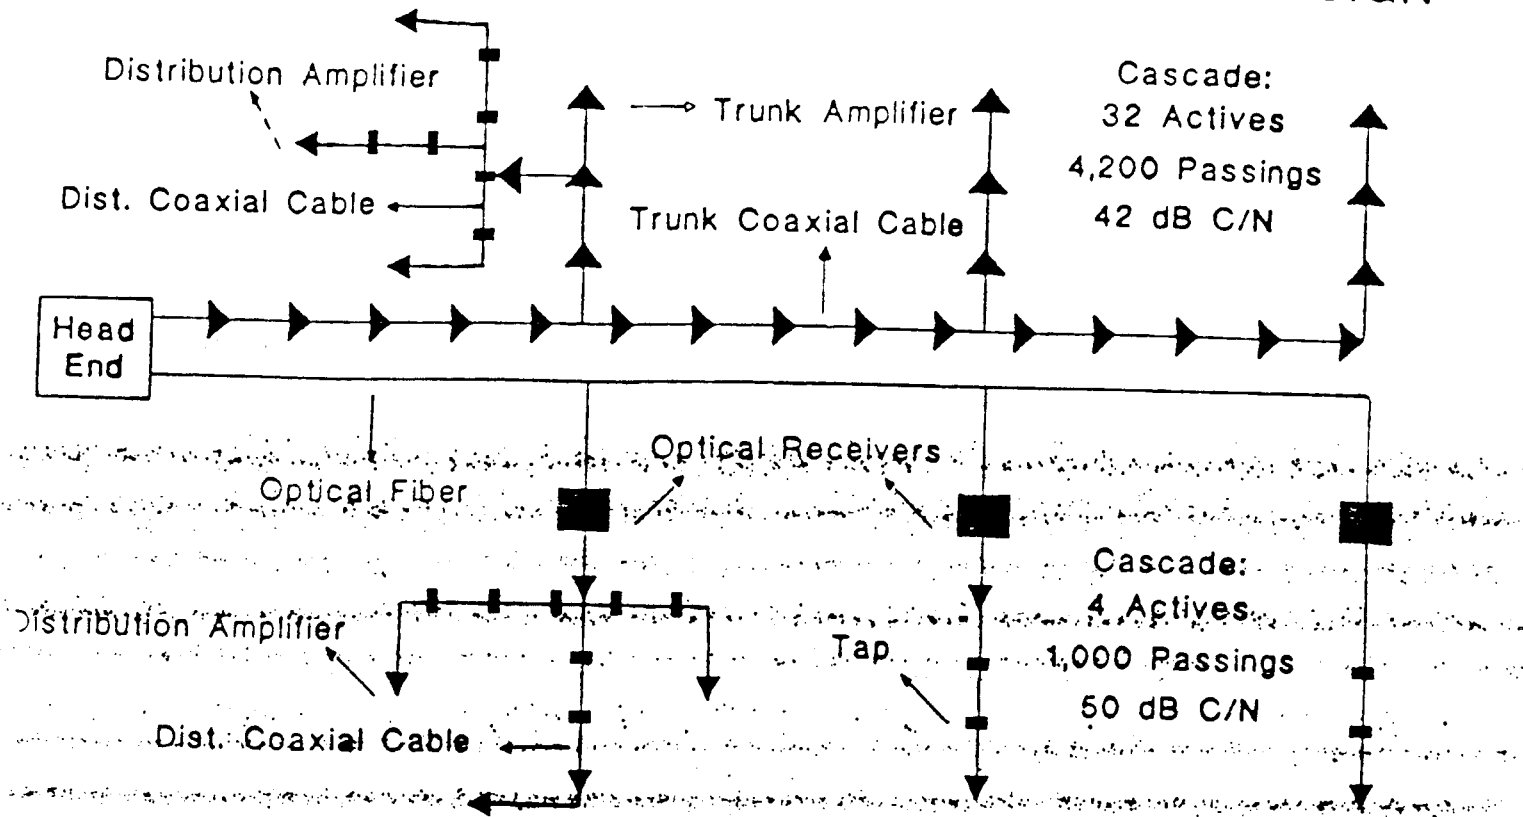 Distribution Amplifier
Trunk Amplifier
Cascade:
32 Actives
4,200 Passings
42 dB C/N
Dist. Coaxial Cable
Trunk Coaxial Cable
Head
End
Optical Receivers
Optical Fiber
Cascade:
4 Actives
1,000 Passings
50 dB C/N
Distribution Amplifier
Tap
Dist. Coaxial Cable